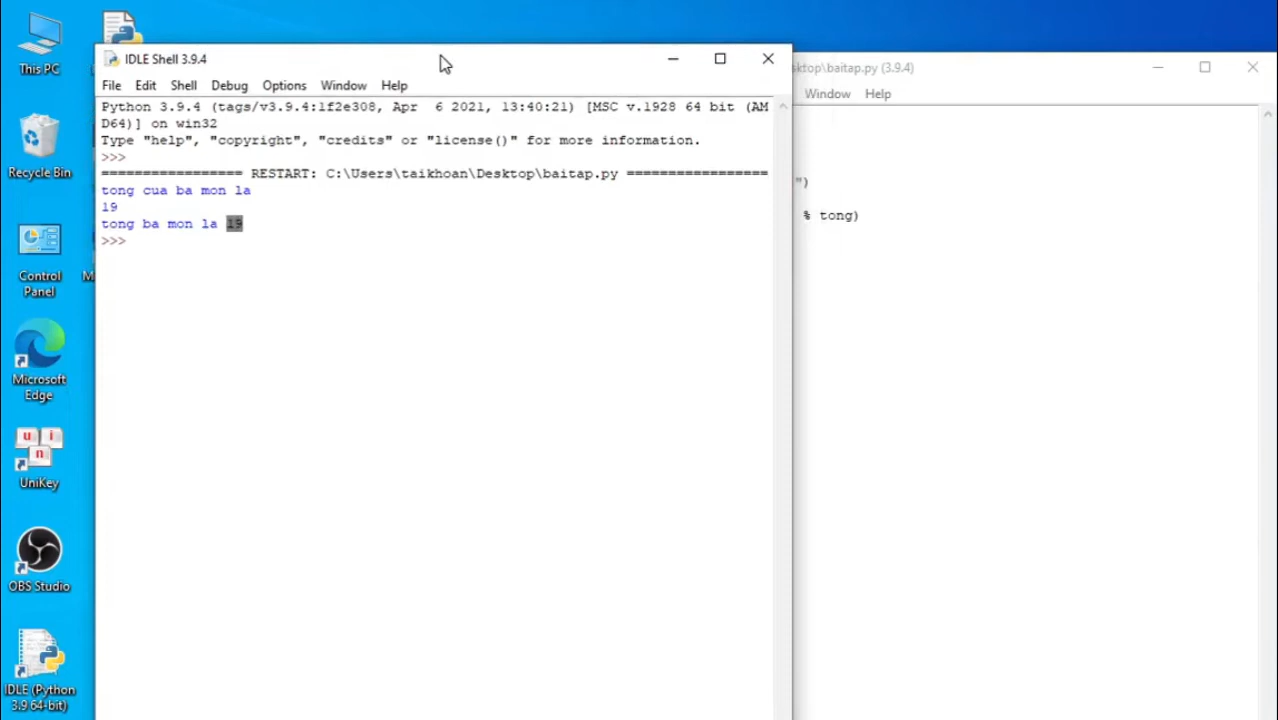 This PC
Recycle Bin
Control
Panel
Microsoft
Edge
UniKey
OBS Studio
IDLE (Python
3.9 64-bit)
IDLE Shell 3.9.4
File Edit Shell Debug Options Window Help
Python 3.9.4 (tags/v3.9.4:1f2e308, Apr  6 2021, 13:40:21) [MSC v.1928 64 bit (AM
D64)] on win32
Type "help", "copyright", "credits" or "license()" for more information.
>>>
================= RESTART: C:\Users\taikhoan\Desktop\baitap.py =================
tong cua ba mon la
19
tong ba mon la 19
>>>
ktop\baitap.py (3.9.4)
Window Help
")
% tong)